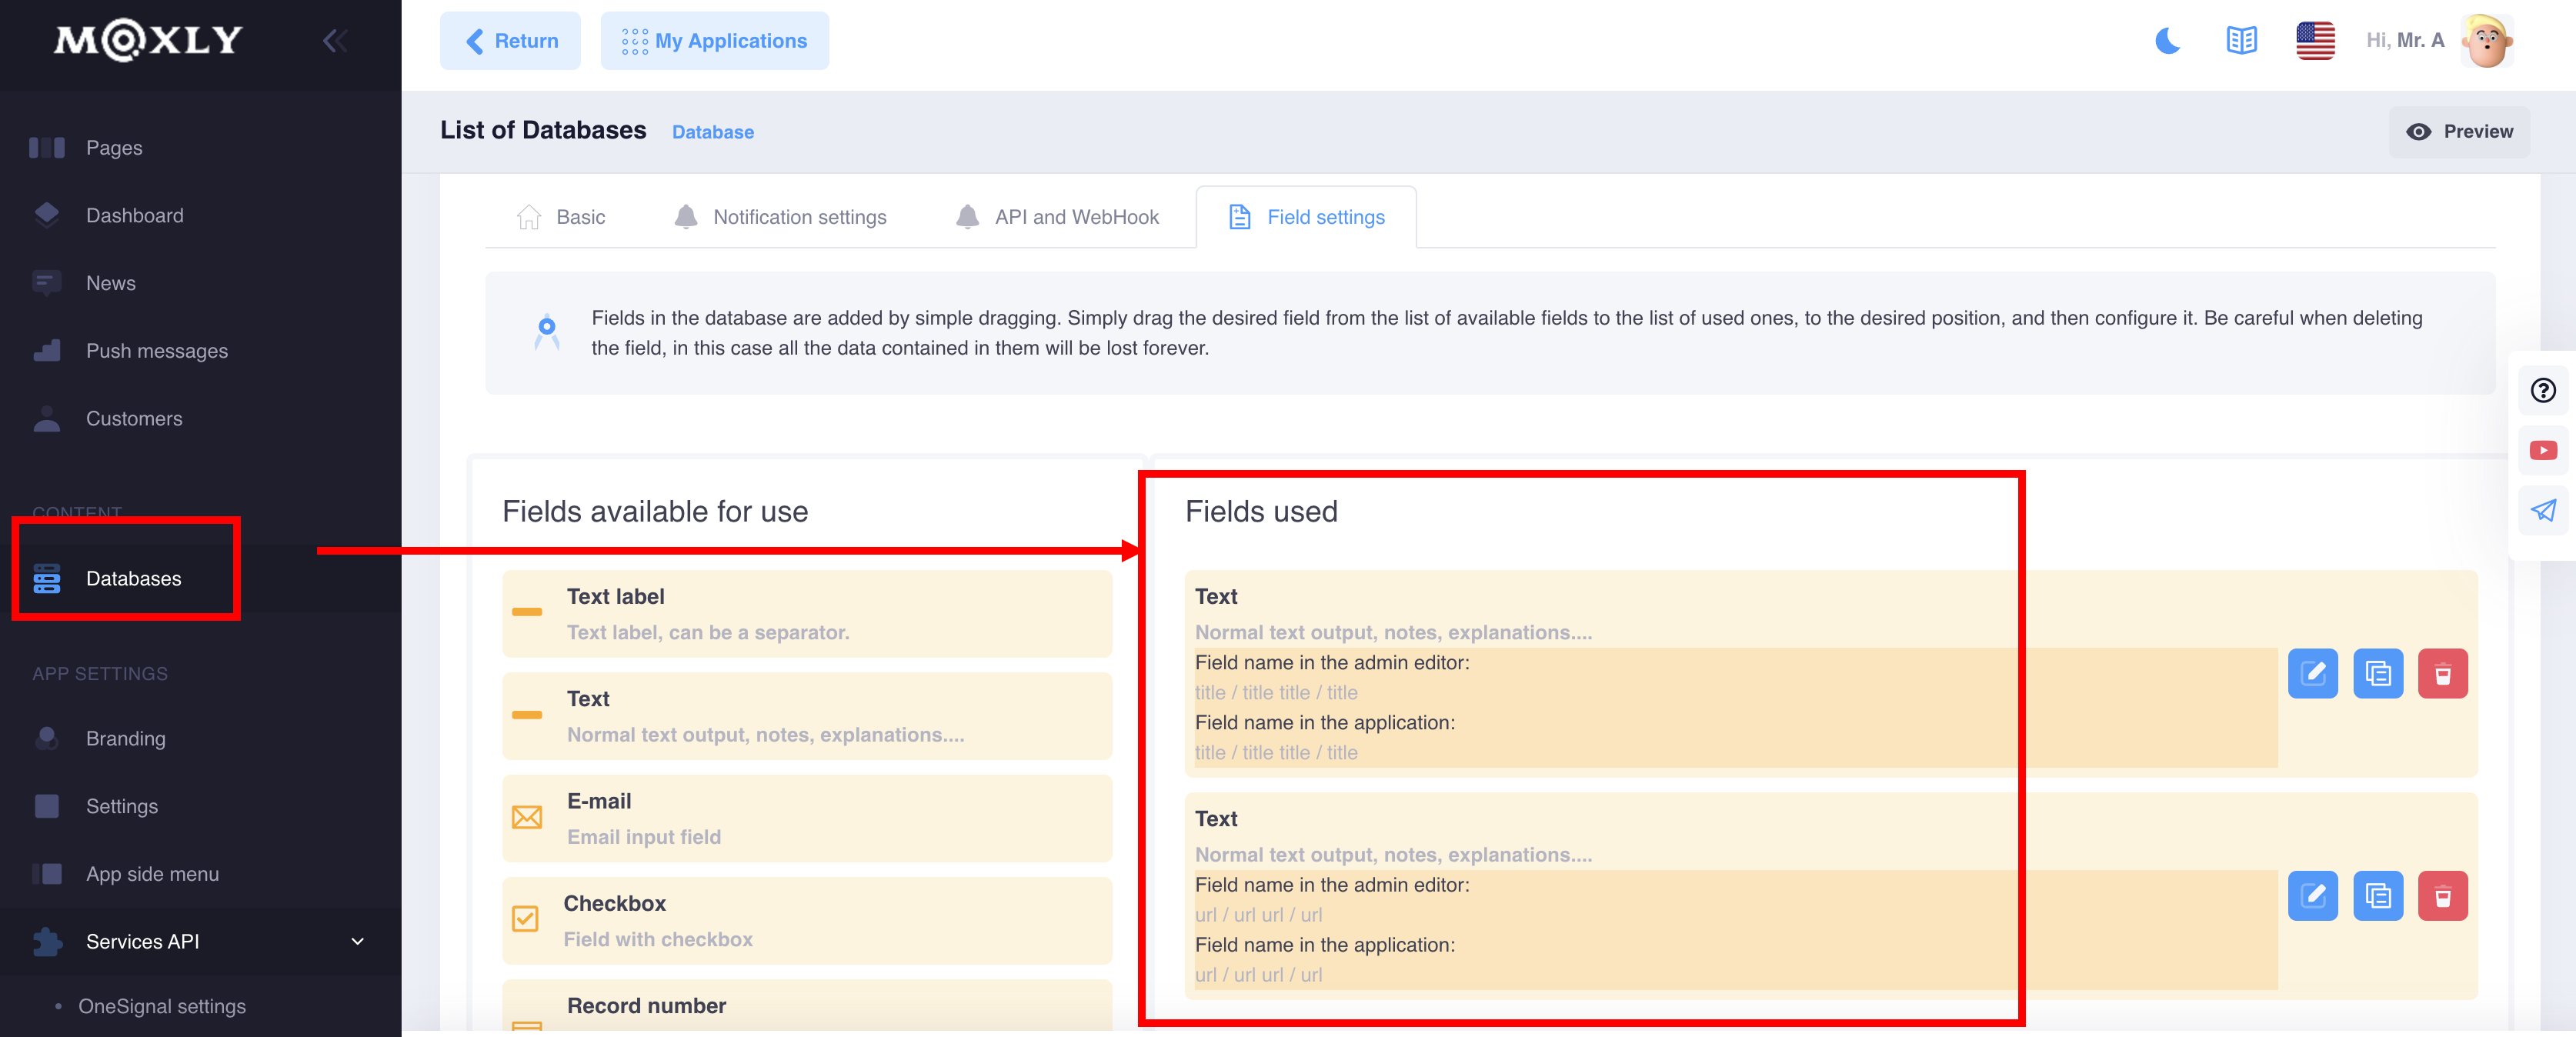 MOXLY
Return
My Applications
Hi, Mr. A
List of Databases
Database
Preview
Pages
Dashboard
News
Push messages
Customers
CONTENT
Databases
APP SETTINGS
Branding
Settings
App side menu
Services API
• OneSignal settings
Basic
Notification settings
API and WebHook
Field settings
Fields in the database are added by simple dragging. Simply drag the desired field from the list of available fields to the list of used ones, to the desired position, and then configure it. Be careful when deleting
the field, in this case all the data contained in them will be lost forever.
Fields available for use
Text label
Text label, can be a separator.
Text
Normal text output, notes, explanations....
E-mail
Email input field
Checkbox
Field with checkbox
Record number
Fields used
Text
Normal text output, notes, explanations....
Field name in the admin editor:
title / title title / title
Field name in the application:
title / title title / title
Text
Normal text output, notes, explanations....
Field name in the admin editor:
url / url url / url
Field name in the application:
url / url url / url